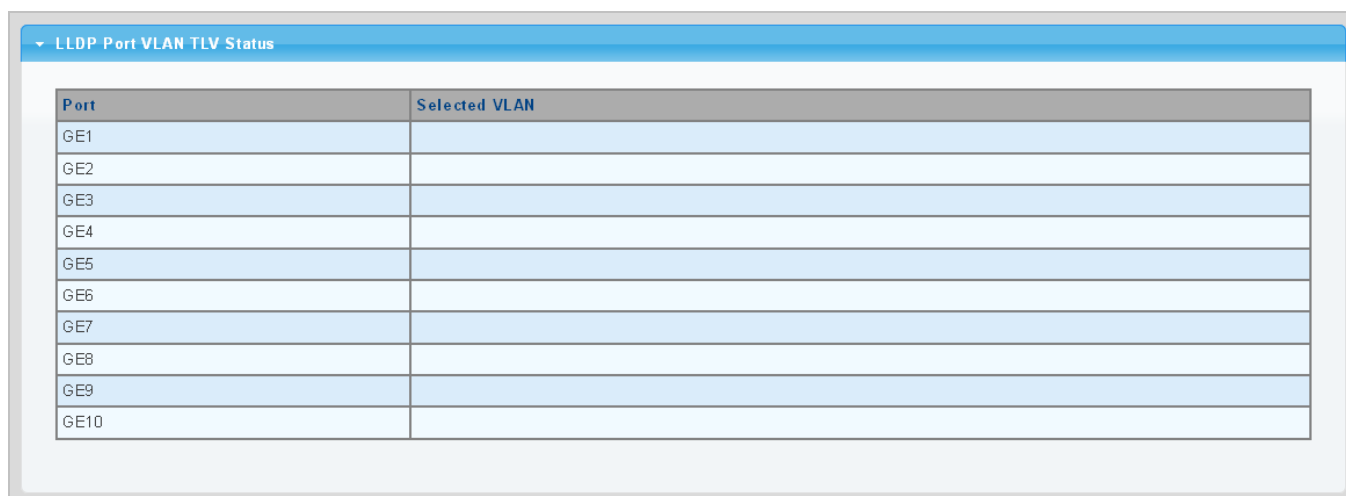 LLDP Port VLAN TLV Status
Port Selected VLAN
GE1
GE2
GE3
GE4
GE5
GE6
GE7
GE8
GE9
GE10